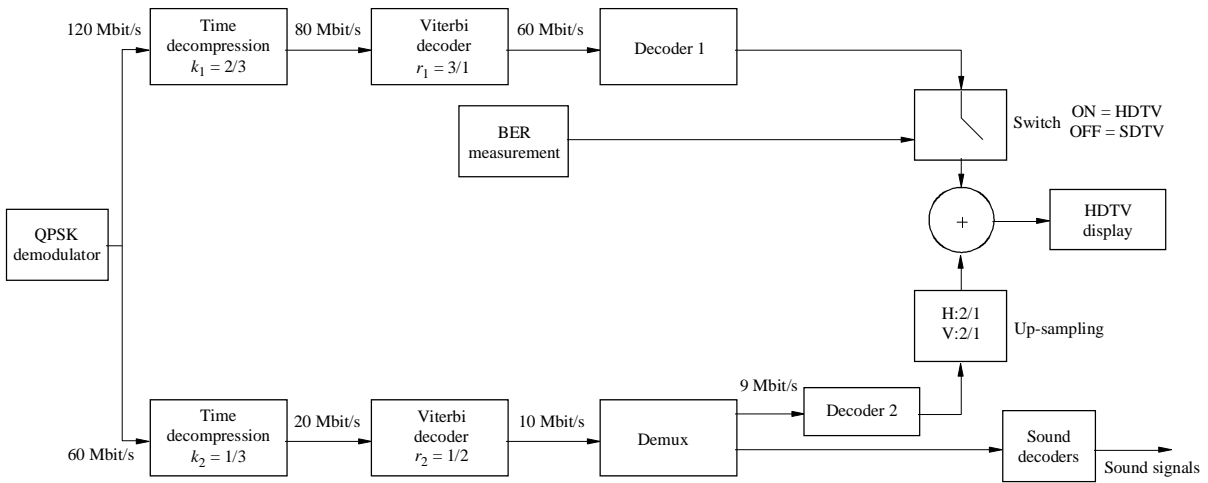 120 Mbit/s
Time
decompression
k1 = 2/3
80 Mbit/s
Viterbi
decoder
r1 = 3/1
60 Mbit/s
Decoder 1
BER
measurement
Switch
ON = HDTV
OFF = SDTV
QPSK
demodulator
+
HDTV
display
H:2/1
V:2/1
Up-sampling
60 Mbit/s
Time
decompression
k2 = 1/3
20 Mbit/s
Viterbi
decoder
r2 = 1/2
10 Mbit/s
Demux
9 Mbit/s
Decoder 2
Sound
decoders
Sound signals